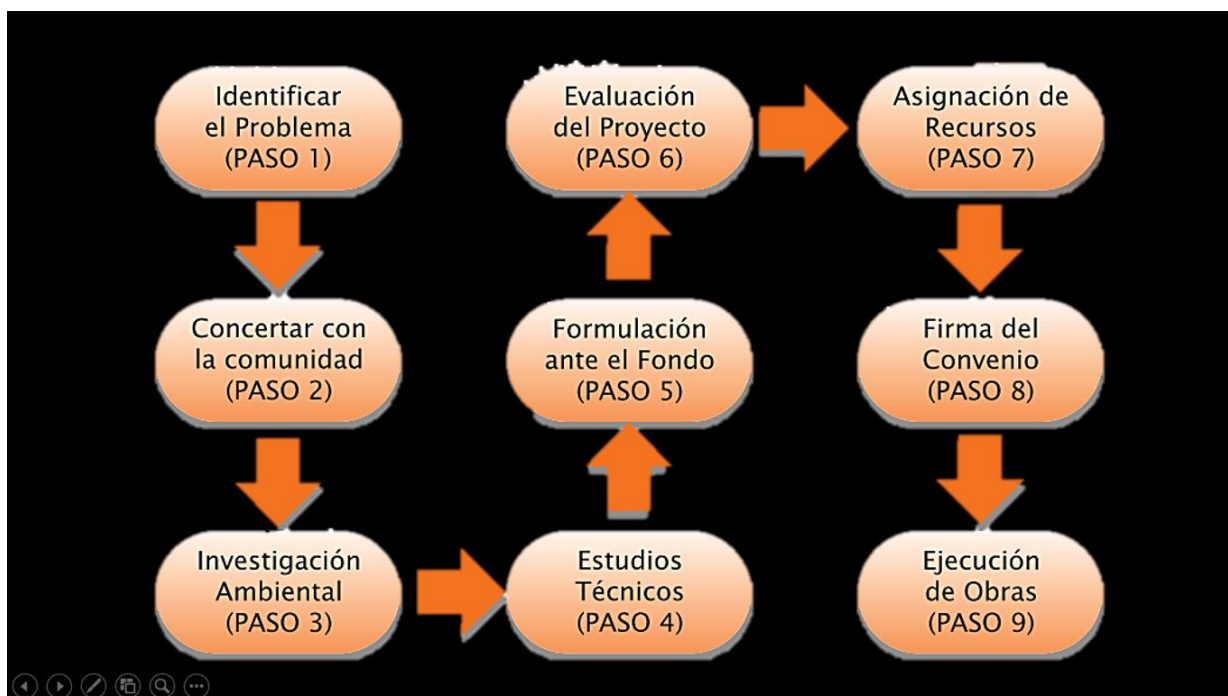 Identificar
el Problema
(PASO 1)
Concertar con
la comunidad
(PASO 2)
Investigación
Ambiental
(PASO 3)
Estudios
Técnicos
(PASO 4)
Formulación
ante el Fondo
(PASO 5)
Evaluación
del Proyecto
(PASO 6)
Asignación de
Recursos
(PASO 7)
Firma del
Convenio
(PASO 8)
Ejecución
de Obras
(PASO 9)